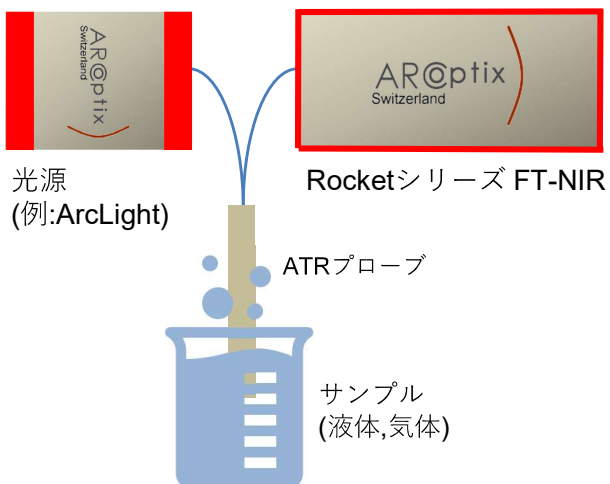 ARCoptix
Switzerland
ARCoptix
Switzerland
光源
(例:ArcLight)
Rocketシリーズ FT-NIR
ATRプローブ
サンプル
(液体,気体)